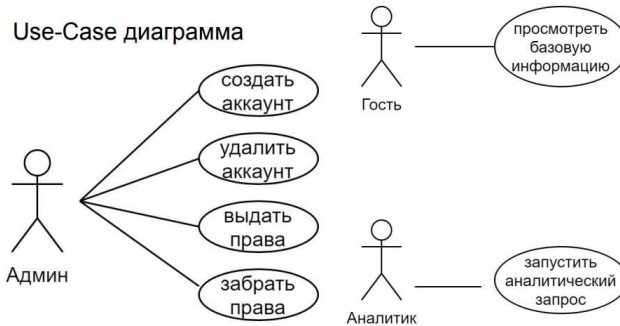 Use-Case диаграмма
создать
аккаунт
удалить
аккаунт
выдать
права
забрать
права
Админ
просмотреть
базовую
информацию
Гость
запустить
аналитический
запрос
Аналитик